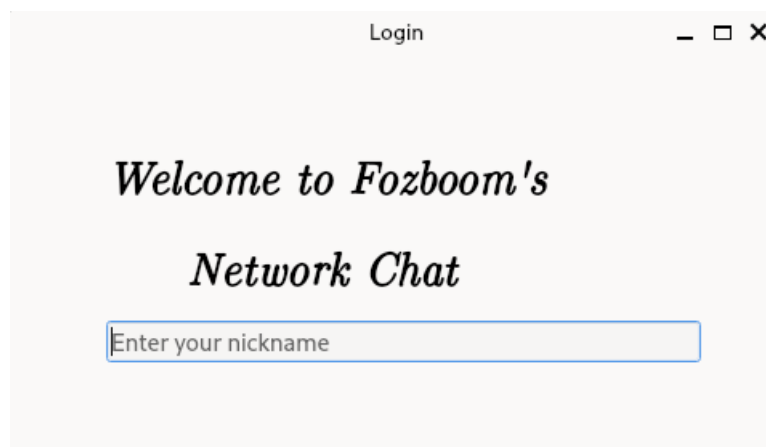 Login
Welcome to Fozboom's
Network Chat
Enter your nickname